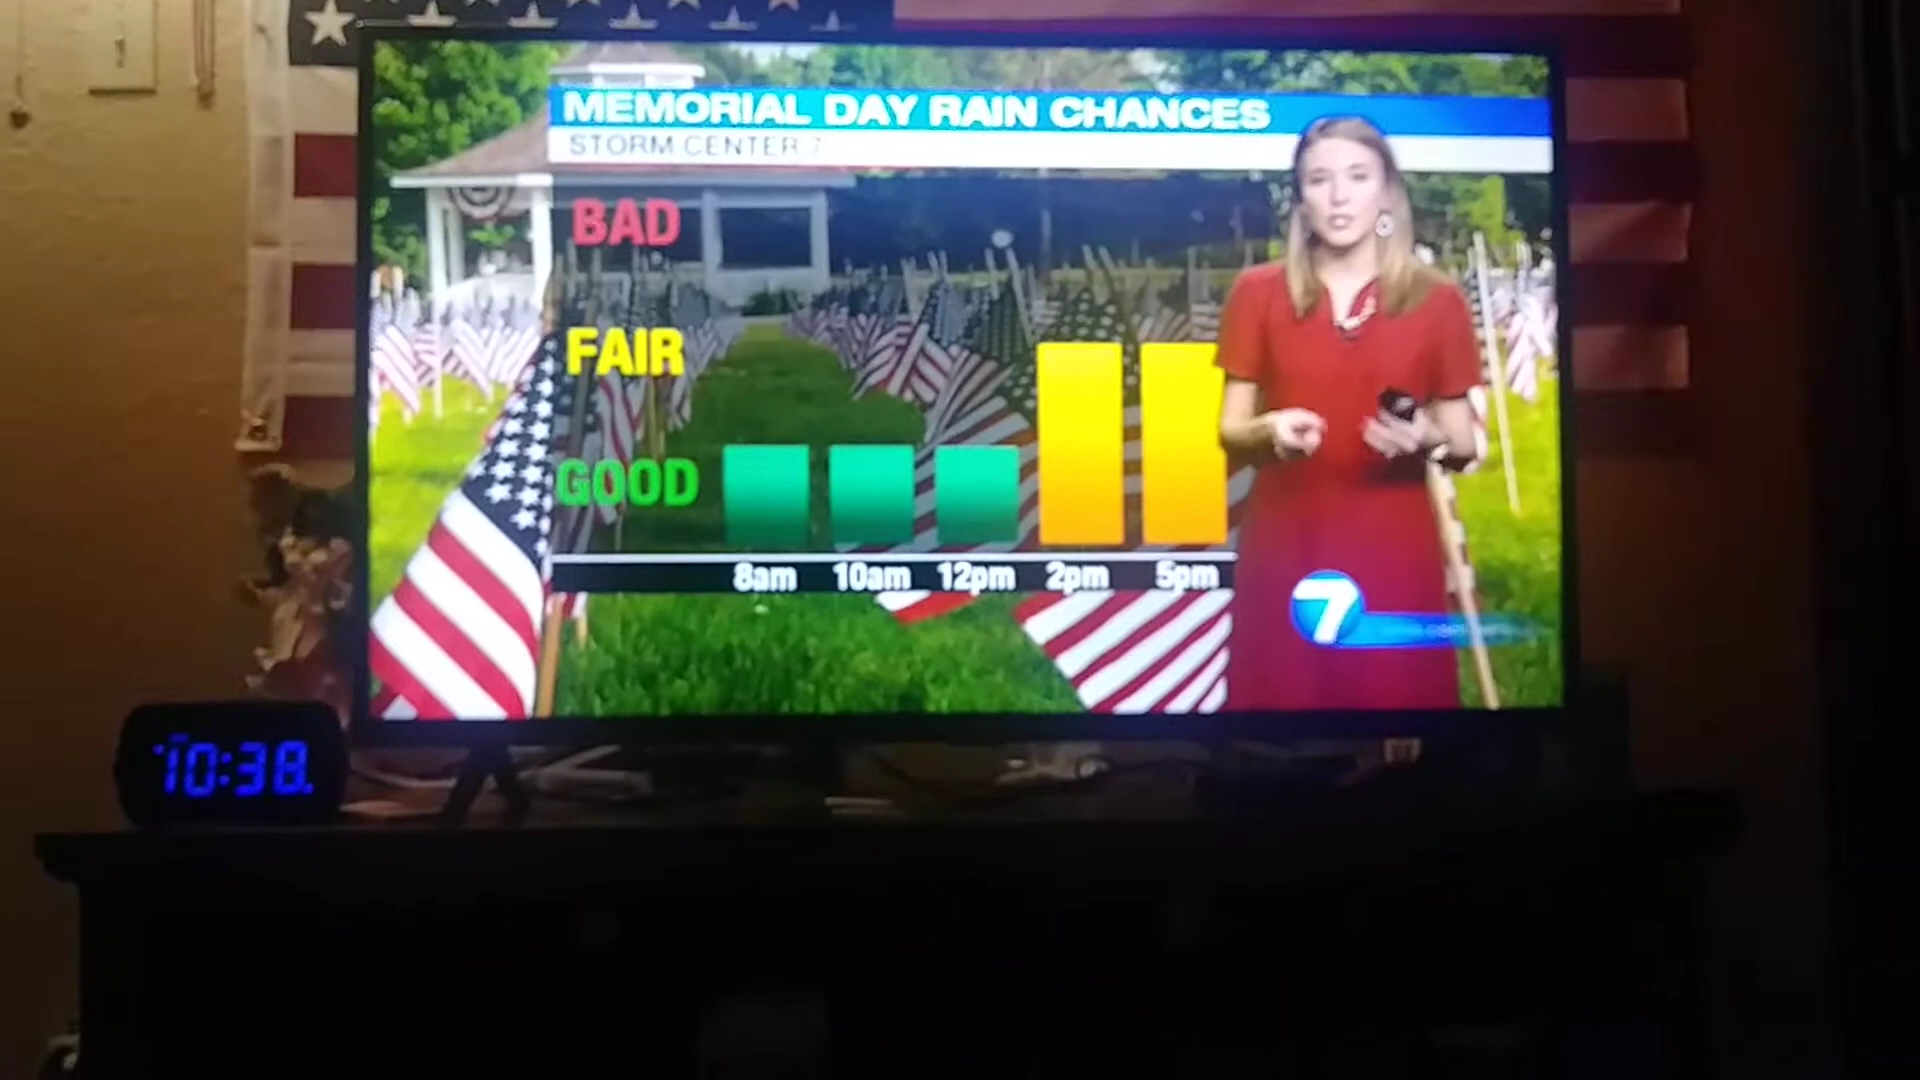 MEMORIAL DAY RAIN CHANCES
STORM CENTER 7
BAD
FAIR
GOOD
8am 10am 12pm 2pm 5pm
7
10:38